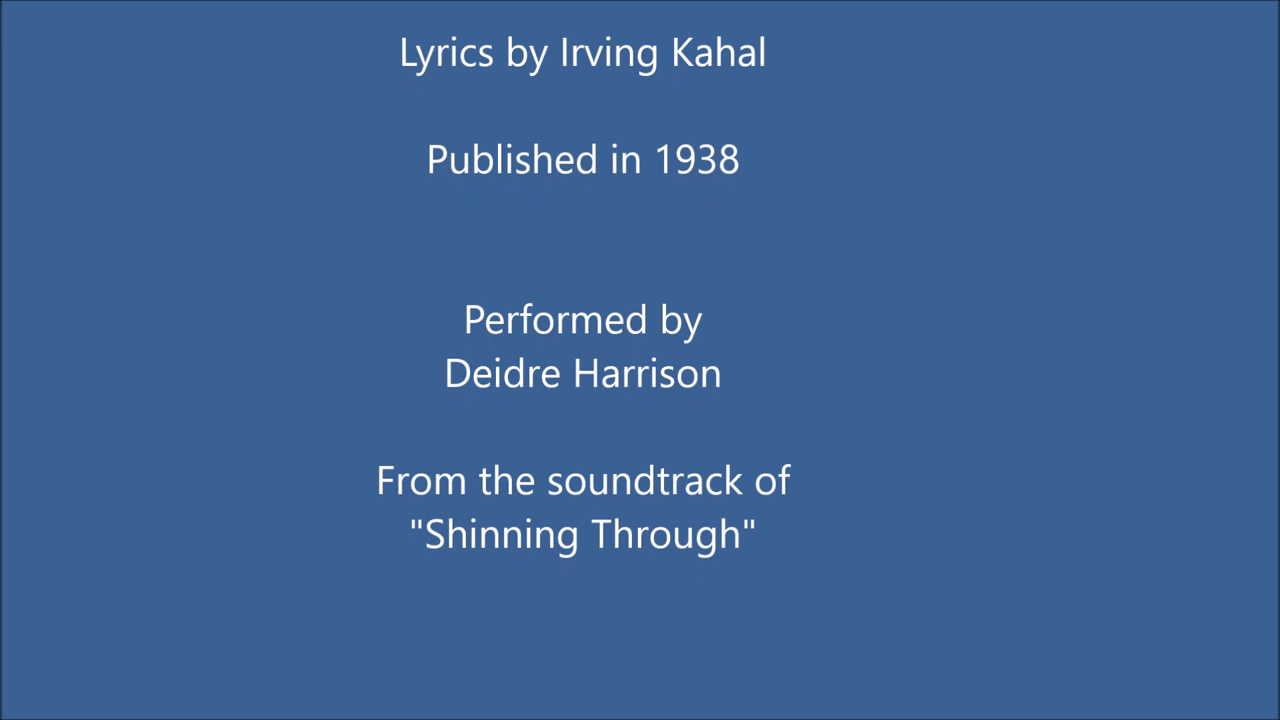 Lyrics by Irving Kahal
Published in 1938
Performed by
Deidre Harrison
From the soundtrack of
"Shinning Through"